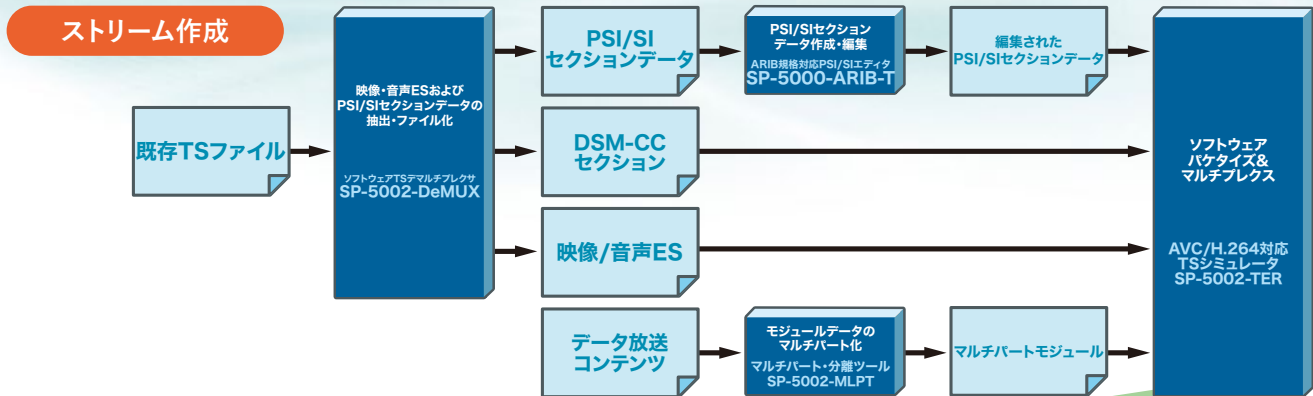 ストリーム作成
既存TSファイル
映像・音声ESおよび
PSI/SIセクションデータの
抽出・ファイル化
ソフトウェアTSデマルチプレクサ
SP-5002-DeMUX
PSI/SI
セクションデータ
PSI/SIセクション
データ作成・編集
ARIB規格対応PSI/SIエディタ
SP-5000-ARIB-T
編集された
PSI/SIセクションデータ
DSM-CC
セクション
映像/音声ES
データ放送
コンテンツ
モジュールデータの
マルチパート化
マルチパート・分離ツール
SP-5002-MLPT
マルチパートモジュール
ソフトウェア
パケタイズ&
マルチプレクス
AVC/H.264対応
TSシミュレータ
SP-5002-TER